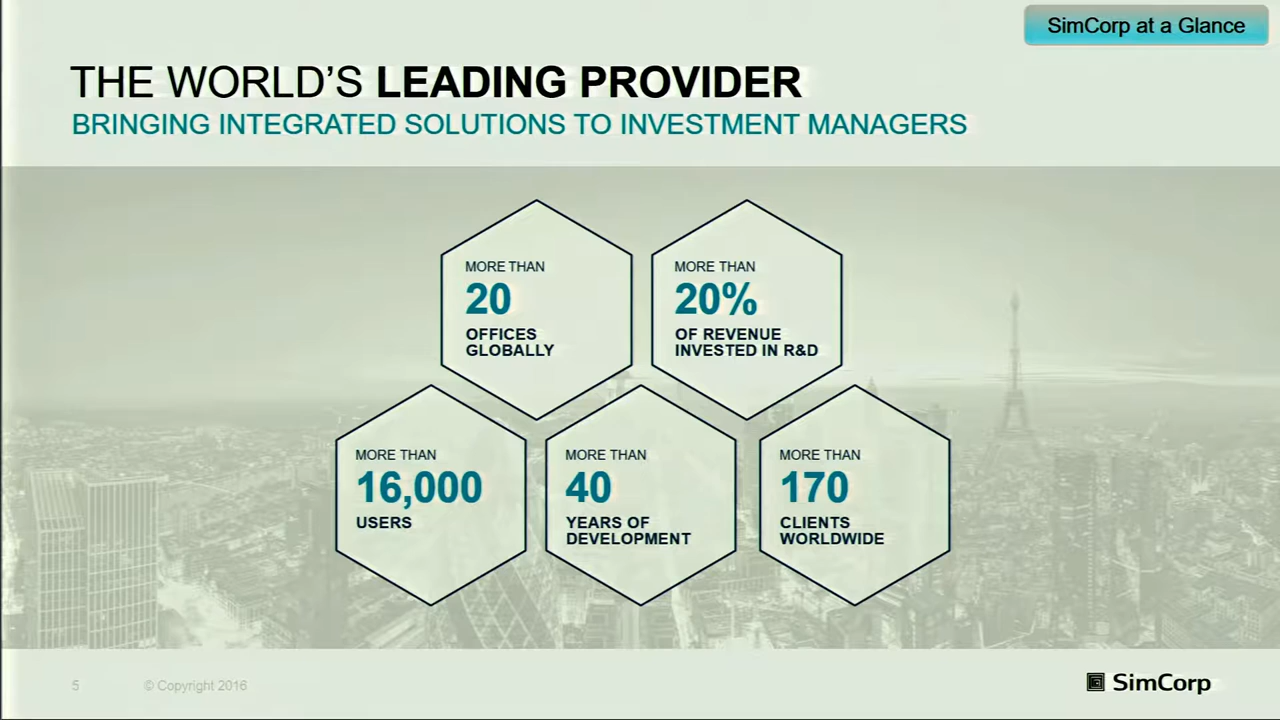 SimCorp at a Glance
THE WORLD'S LEADING PROVIDER
BRINGING INTEGRATED SOLUTIONS TO INVESTMENT MANAGERS
MORE THAN
20
OFFICES
GLOBALLY
MORE THAN
20%
OF REVENUE
INVESTED IN R&D
MORE THAN
16,000
USERS
MORE THAN
40
YEARS OF
DEVELOPMENT
MORE THAN
170
CLIENTS
WORLDWIDE
5
© Copyright 2016
SimCorp